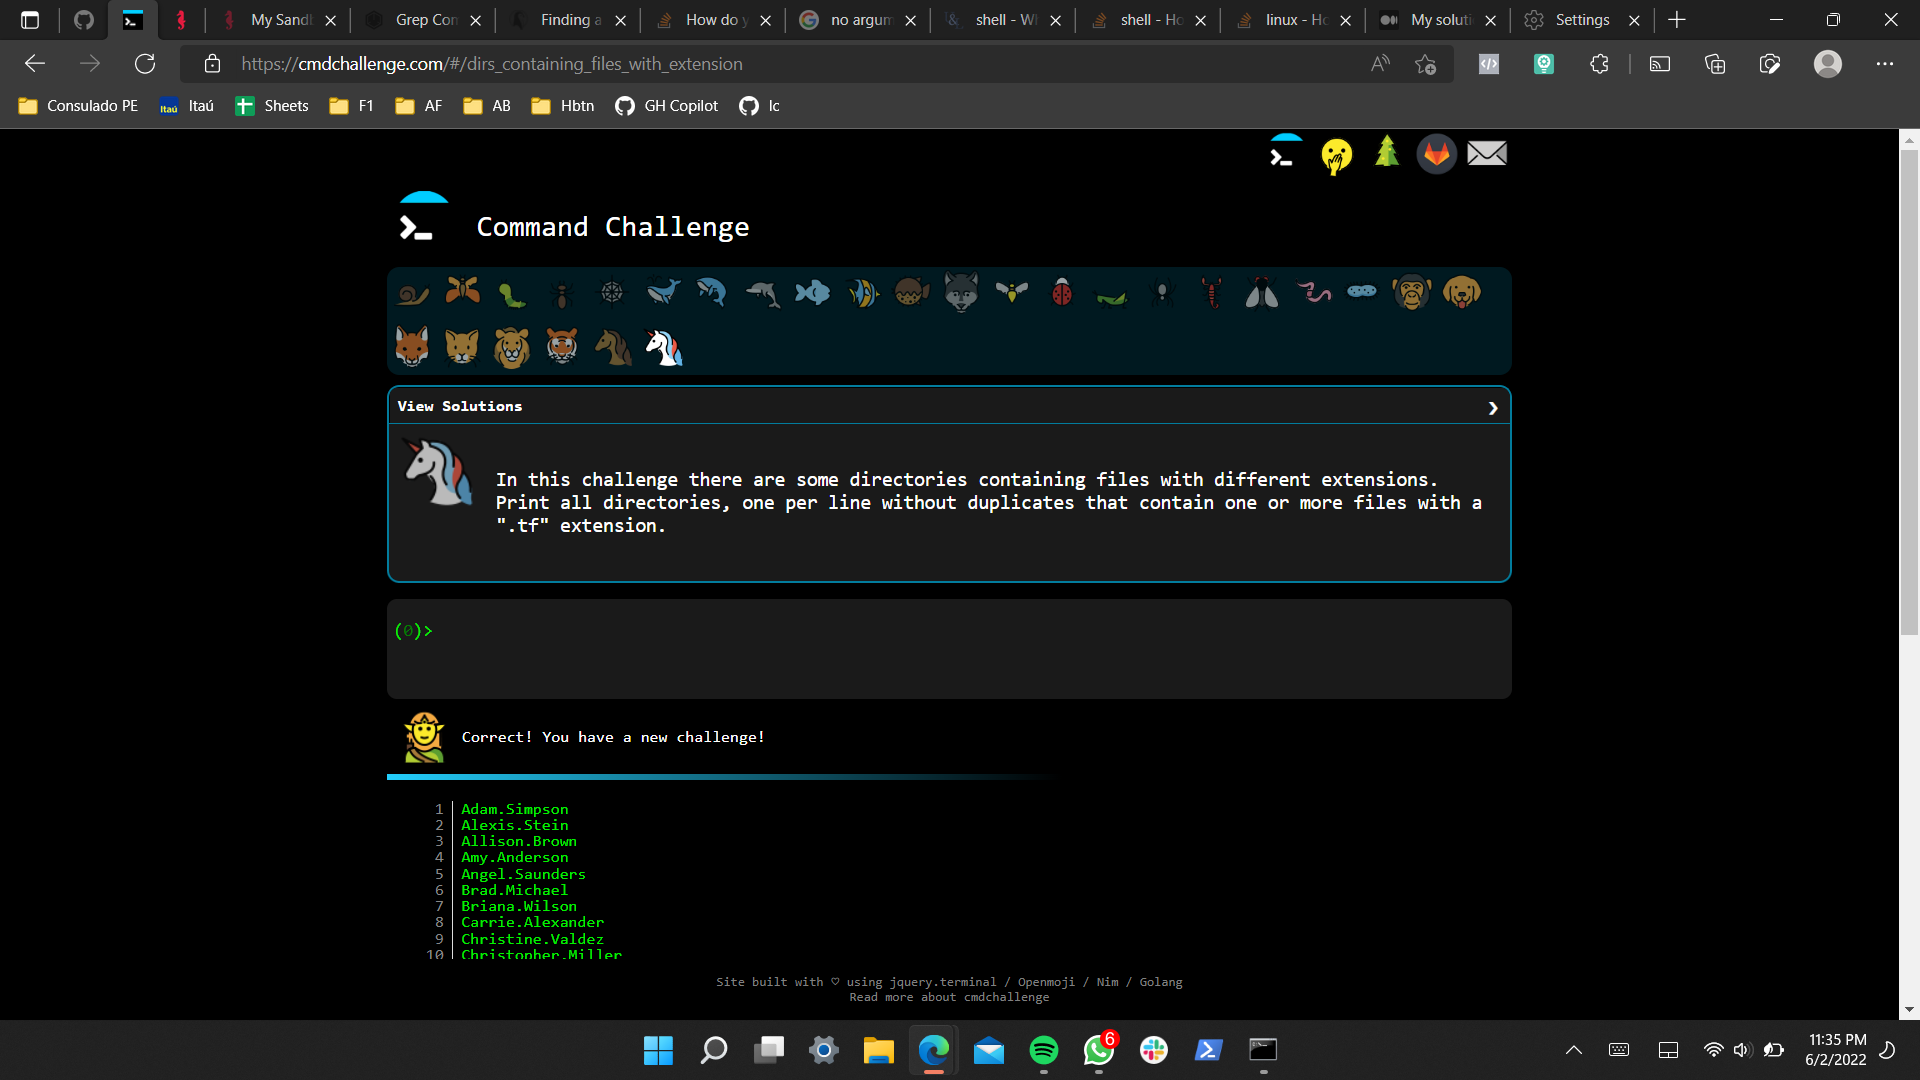 My Sand
Grep Con
Finding a
How do y
no argum
shell - W
shell - Ho
linux - Ho
My soluti
Settings
https://cmdchallenge.com/#/dirs_containing_files_with_extension
Consulado PE
Itaú
Itaú
Sheets
F1
AF
AB
Hbtn
GH Copilot
Ic
Command Challenge
View Solutions
In this challenge there are some directories containing files with different extensions.
Print all directories, one per line without duplicates that contain one or more files with a
".tf" extension.
(0)>
Correct! You have a new challenge!
1 Adam.Simpson
2 Alexis.Stein
3 Allison.Brown
4 Amy.Anderson
5 Angel.Saunders
6 Brad.Michael
7 Briana.Wilson
8 Carrie.Alexander
9 Christine.Valdez
10 Christopher.Miller
Site built with ♡ using jquery.terminal / Openmoji / Nim / Golang
Read more about cmdchallenge
6
11:35 PM
6/2/2022